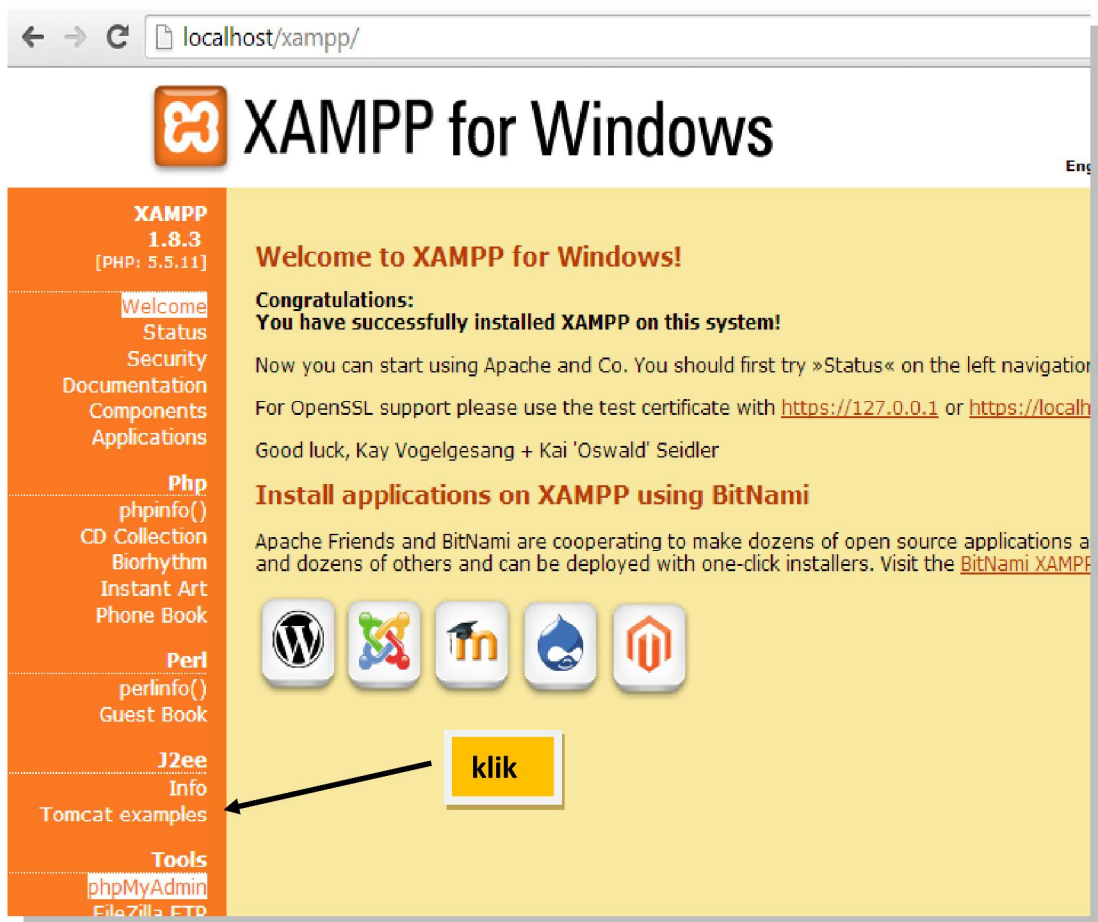 localhost/xampp/
XAMPP for Windows
XAMPP
1.8.3
[PHP: 5.5.11]
Welcome
Status
Security
Documentation
Components
Applications
Php
phpinfo()
CD Collection
Biorhythm
Instant Art
Phone Book
Perl
perlinfo()
Guest Book
J2ee
Info
Tomcat examples
Tools
phpMyAdmin
FileZilla FTP
Welcome to XAMPP for Windows!
Congratulations:
You have successfully installed XAMPP on this system!
Now you can start using Apache and Co. You should first try »Status« on the left navigation
For OpenSSL support please use the test certificate with https://127.0.0.1 or https://localh
Good luck, Kay Vogelgesang + Kai 'Oswald' Seidler
Install applications on XAMPP using BitNami
Apache Friends and BitNami are cooperating to make dozens of open source applications a
and dozens of others and can be deployed with one-click installers. Visit the BitNami XAMPP
klik